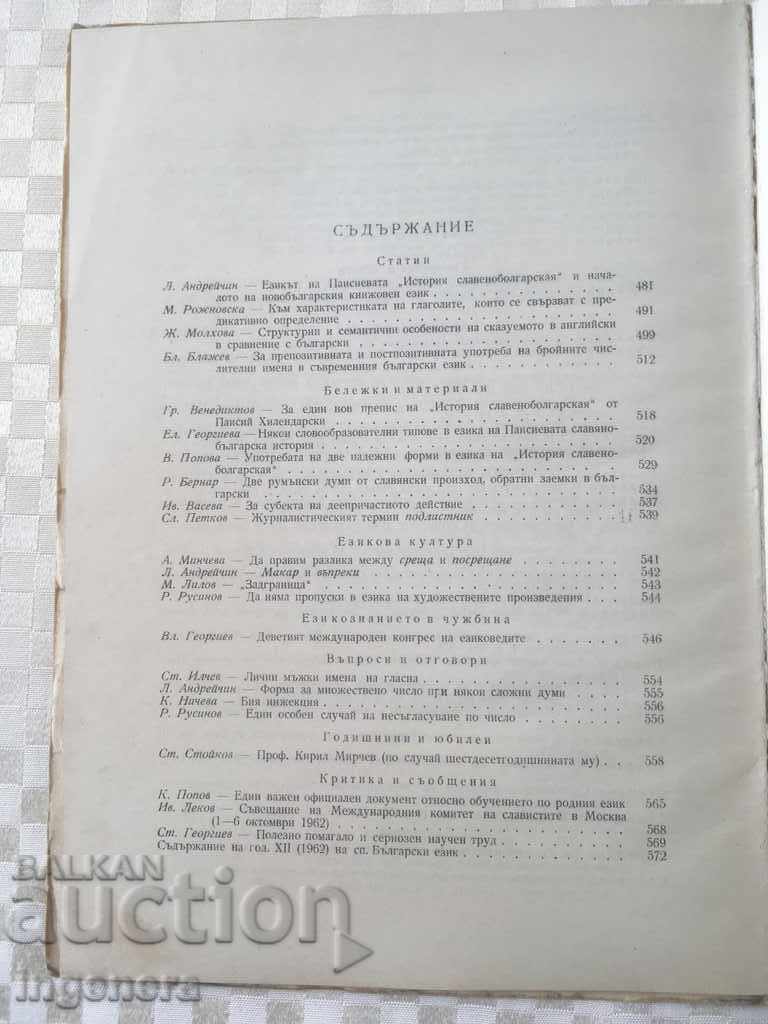 СЪДЪРЖАНИЕ
Статии
Л. Андрейчин — Езикът на Паисиевата „История славеноболгарская“ и нача-
лото на новобългарския книжовен език . . . . . . . . . . . . . . 481
М. Рожновска — Към характеристиката на глаголите, които се свързват с пре-
дикативно определение . . . . . . . . . . . . . . . . . . . 491
Ж. Молхова — Структурни и семантични особености на сказуемото в английски
в сравнение с български . . . . . . . . . . . . . . . . . . 499
Бл. Блажев — За препозитивната и постпозитивната употреба на бройните чис-
лителни имена в съвременния български език . . . . . . . . . . . . 512
Бележки и материали
Гр. Венедиктов — За един нов препис на „История славеноболгарская“ от
Паисий Хилендарски . . . . . . . . . . . . . . . . . . . . 518
Ел. Георгиева — Някои словообразователни типове в езика на Паисиевата славяно-
българска история . . . . . . . . . . . . . . . . . . . . . 520
В. Попова — Употребата на две падежни форми в езика на „История славено-
болгарская“ . . . . . . . . . . . . . . . . . . . . . . . 529
Р. Бернар — Две румънски думи от славянски произход, обратни заемки в бъл-
гарски . . . . . . . . . . . . . . . . . . . . . . . . . 534
Ив. Васева — За субекта на деепричастното действие . . . . . . . . . . 537
Сл. Петков — Журналистическият термин подластник . . . . . . . . . . 539
Езикова култура
А. Минчева — Да правим разлика между среща и посрещане . . . . . . . . 541
Л. Андрейчин — Макар и въпреки . . . . . . . . . . . . . . . . . 542
М. Лилов — „Задграница“ . . . . . . . . . . . . . . . . . . . . 543
Р. Русинов — Да няма пропуски в езика на художествените произведения . . . 544
Езикознанието в чужбина
Вл. Георгиев — Деветият международен конгрес на езиковедите . . . . . . . 546
Въпроси и отговори
Ст. Илчев — Лични мъжки имена на гласна . . . . . . . . . . . . . . 554
Л. Андрейчин — Форма за множествено число при някои сложни думи . . . . . 555
К. Ничева — Бия инжекция . . . . . . . . . . . . . . . . . . . . 556
Р. Русинов — Един особен случай на несъгласуване по число . . . . . . . . 556
Годишнини и юбилеи
Ст. Стойков — Проф. Кирил Мирчев (по случай шестдесетгодишнината му) . . 558
Критика и съобщения
К. Попов — Един важен официален документ относно обучението по родния език 565
Ив. Леков — Съвещание на Международния комитет на славистите в Москва
(1—6 октомври 1962) . . . . . . . . . . . . . . . . . . . . 568
Ст. Георгиев — Полезно помагало и сериозен научен труд . . . . . . . . . 569
Съдържание на год. XII (1962) на сп. Български език . . . . . . . . . . . 572
BALKAN
auction
ingenora